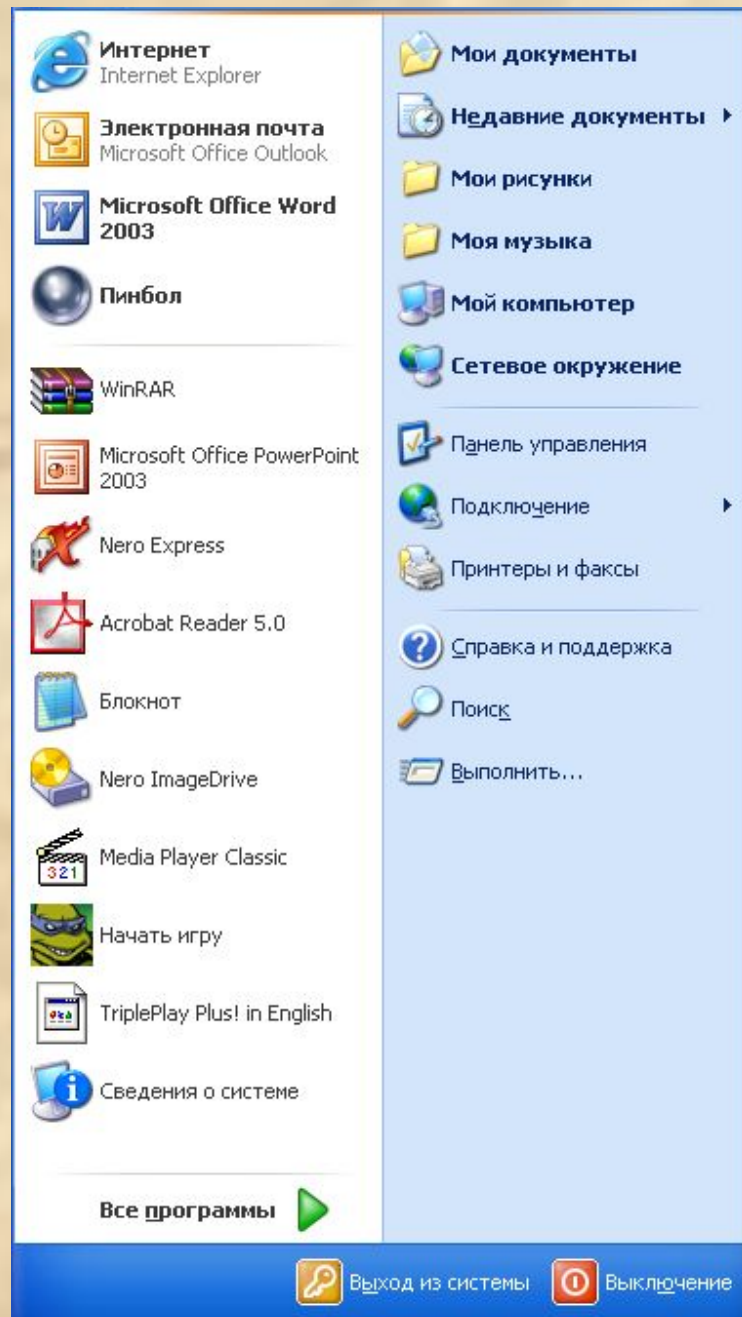 Интернет
Internet Explorer
Электронная почта
Microsoft Office Outlook
Microsoft Office Word
2003
Пинбол
WinRAR
Microsoft Office PowerPoint
2003
Nero Express
Acrobat Reader 5.0
Блокнот
Nero ImageDrive
321
Media Player Classic
Начать игру
TriplePlay Plus! in English
Сведения о системе
Все программы
Мои документы
Недавние документы
Мои рисунки
Моя музыка
Мой компьютер
Сетевое окружение
Панель управления
Подключение
Принтеры и факсы
Справка и поддержка
Поиск
Выполнить...
Выход из системы
Выключение